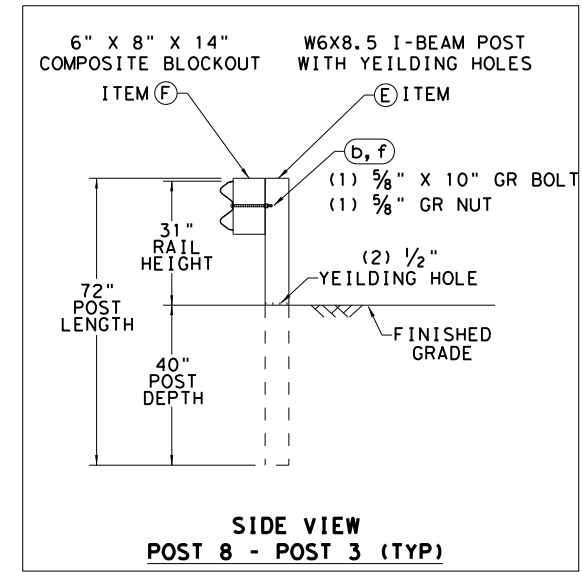 6" X 8" X 14"
COMPOSITE BLOCKOUT
ITEM F
W6X8.5 I-BEAM POST
WITH YEILDING HOLES
E ITEM
b, f
(1) 5/8" X 10" GR BOLT
(1) 5/8" GR NUT
31"
RAIL
HEIGHT
(2) 1/2"
YEILDING HOLE
72"
POST
LENGTH
FINISHED
GRADE
40"
POST
DEPTH
SIDE VIEW
POST 8 - POST 3 (TYP)